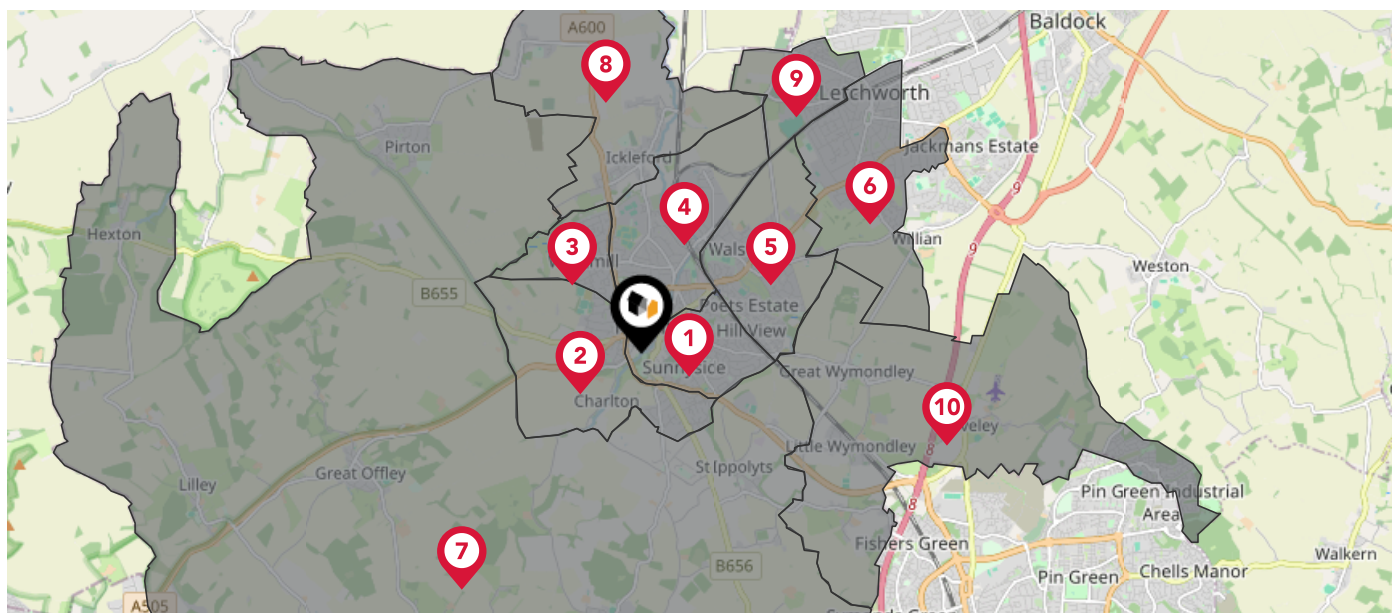 Baldock
A600
8
9
Letchworth
Pirton
Jackmans Estate
Ickleford
9
6
4
Hexton
3
5
Willian
9
Weston
B655
Poets Estate
1
Hill View
2
Sunnyside
Great Wymondley
Charlton
10
Little Wymondley
8
St Ippolyts
Great Offley
Lilley
Pin Green Industrial
Area
8
Fishers Green
7
B656
Walkern
Pin Green
Chells Manor
A505